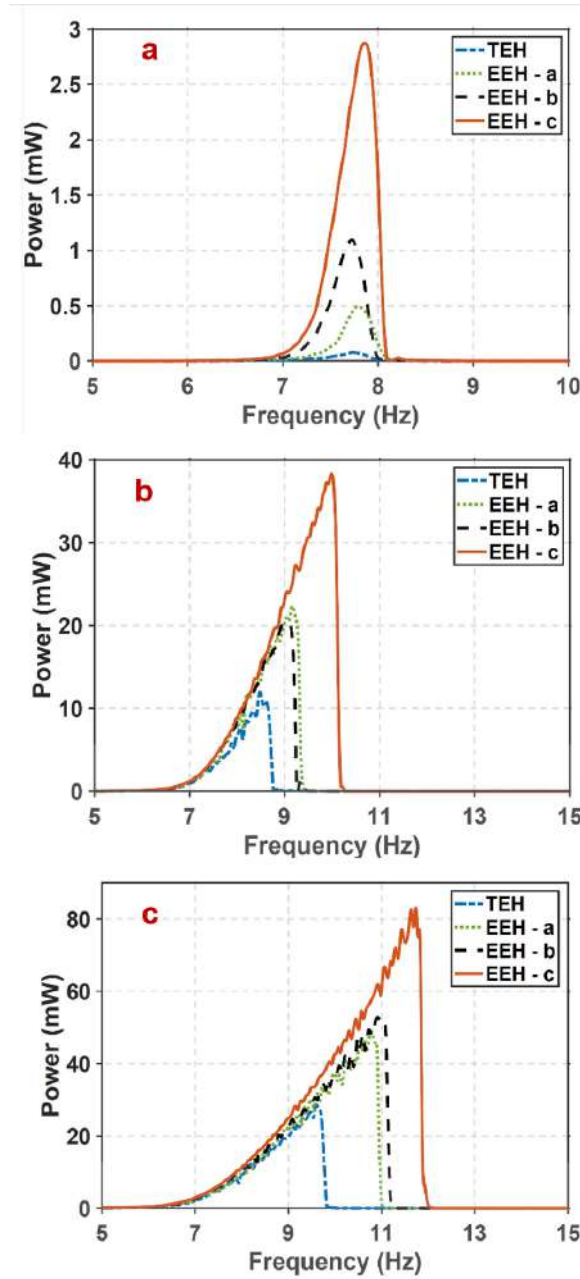 a
TEH
EEH - a
EEH - b
EEH - c
3
2.5
2
1.5
1
0.5
0
Power (mW)
5 6 7 8 9 10
Frequency (Hz)
b
TEH
EEH - a
EEH - b
EEH - c
40
30
20
10
0
Power (mW)
5 7 9 11 13 15
Frequency (Hz)
c
TEH
EEH - a
EEH - b
EEH - c
80
60
40
20
0
Power (mW)
5 7 9 11 13 15
Frequency (Hz)